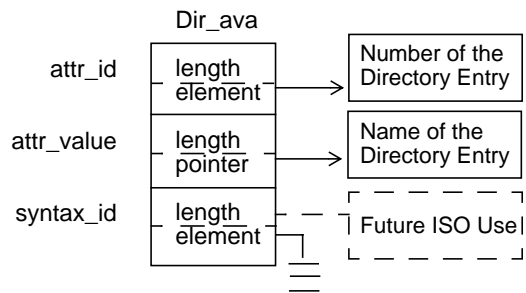 Dir_ava
attr_id
length
element
Number of the
Directory Entry
attr_value
length
pointer
Name of the
Directory Entry
syntax_id
length
element
Future ISO Use